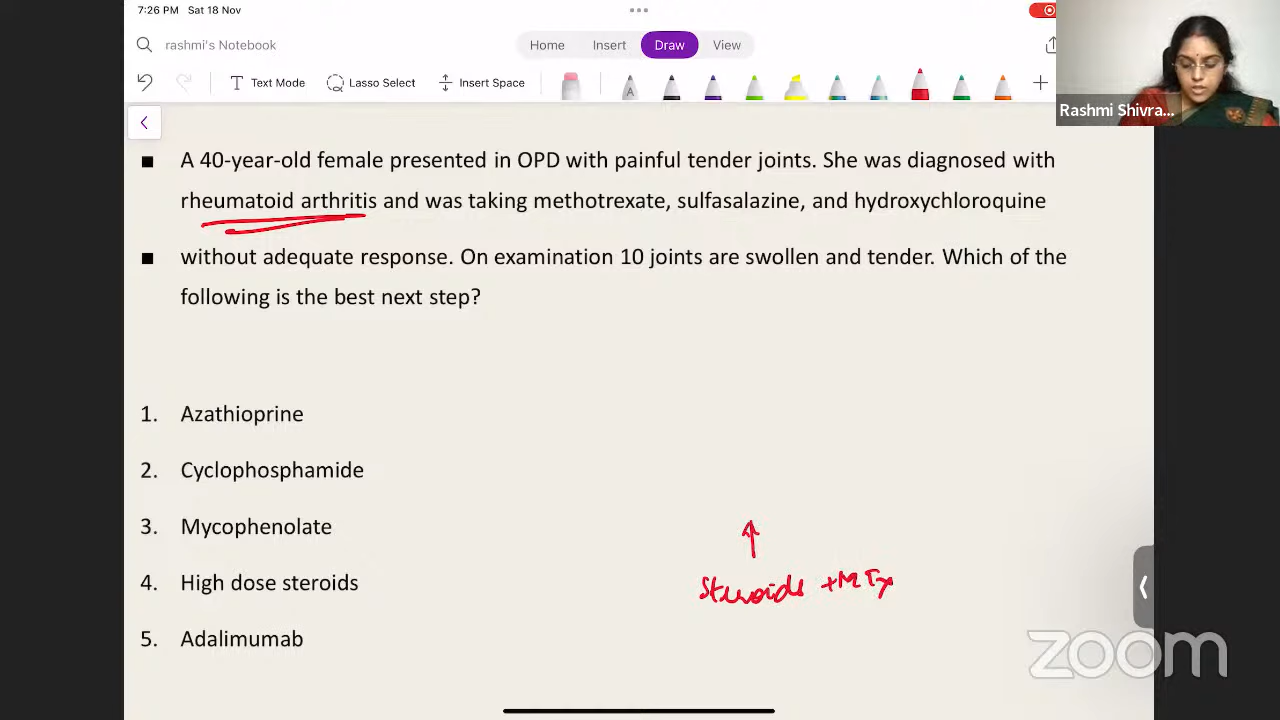 7:26 PM Sat 18 Nov
rashmi's Notebook
Home Insert Draw View
Text Mode Lasso Select Insert Space
A
Rashmi Shivra...
■ A 40-year-old female presented in OPD with painful tender joints. She was diagnosed with
rheumatoid arthritis and was taking methotrexate, sulfasalazine, and hydroxychloroquine
■ without adequate response. On examination 10 joints are swollen and tender. Which of the
following is the best next step?
1. Azathioprine
2. Cyclophosphamide
3. Mycophenolate
4. High dose steroids
Steroids +MTx
5. Adalimumab
zoom